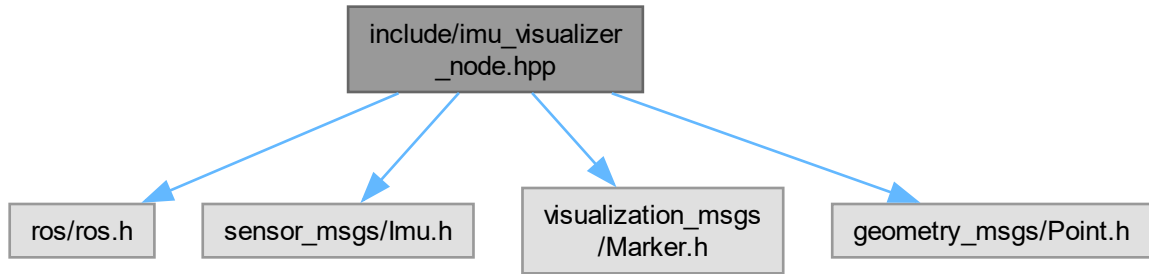 include/imu_visualizer
_node.hpp
ros/ros.h
sensor_msgs/Imu.h
visualization_msgs
/Marker.h
geometry_msgs/Point.h